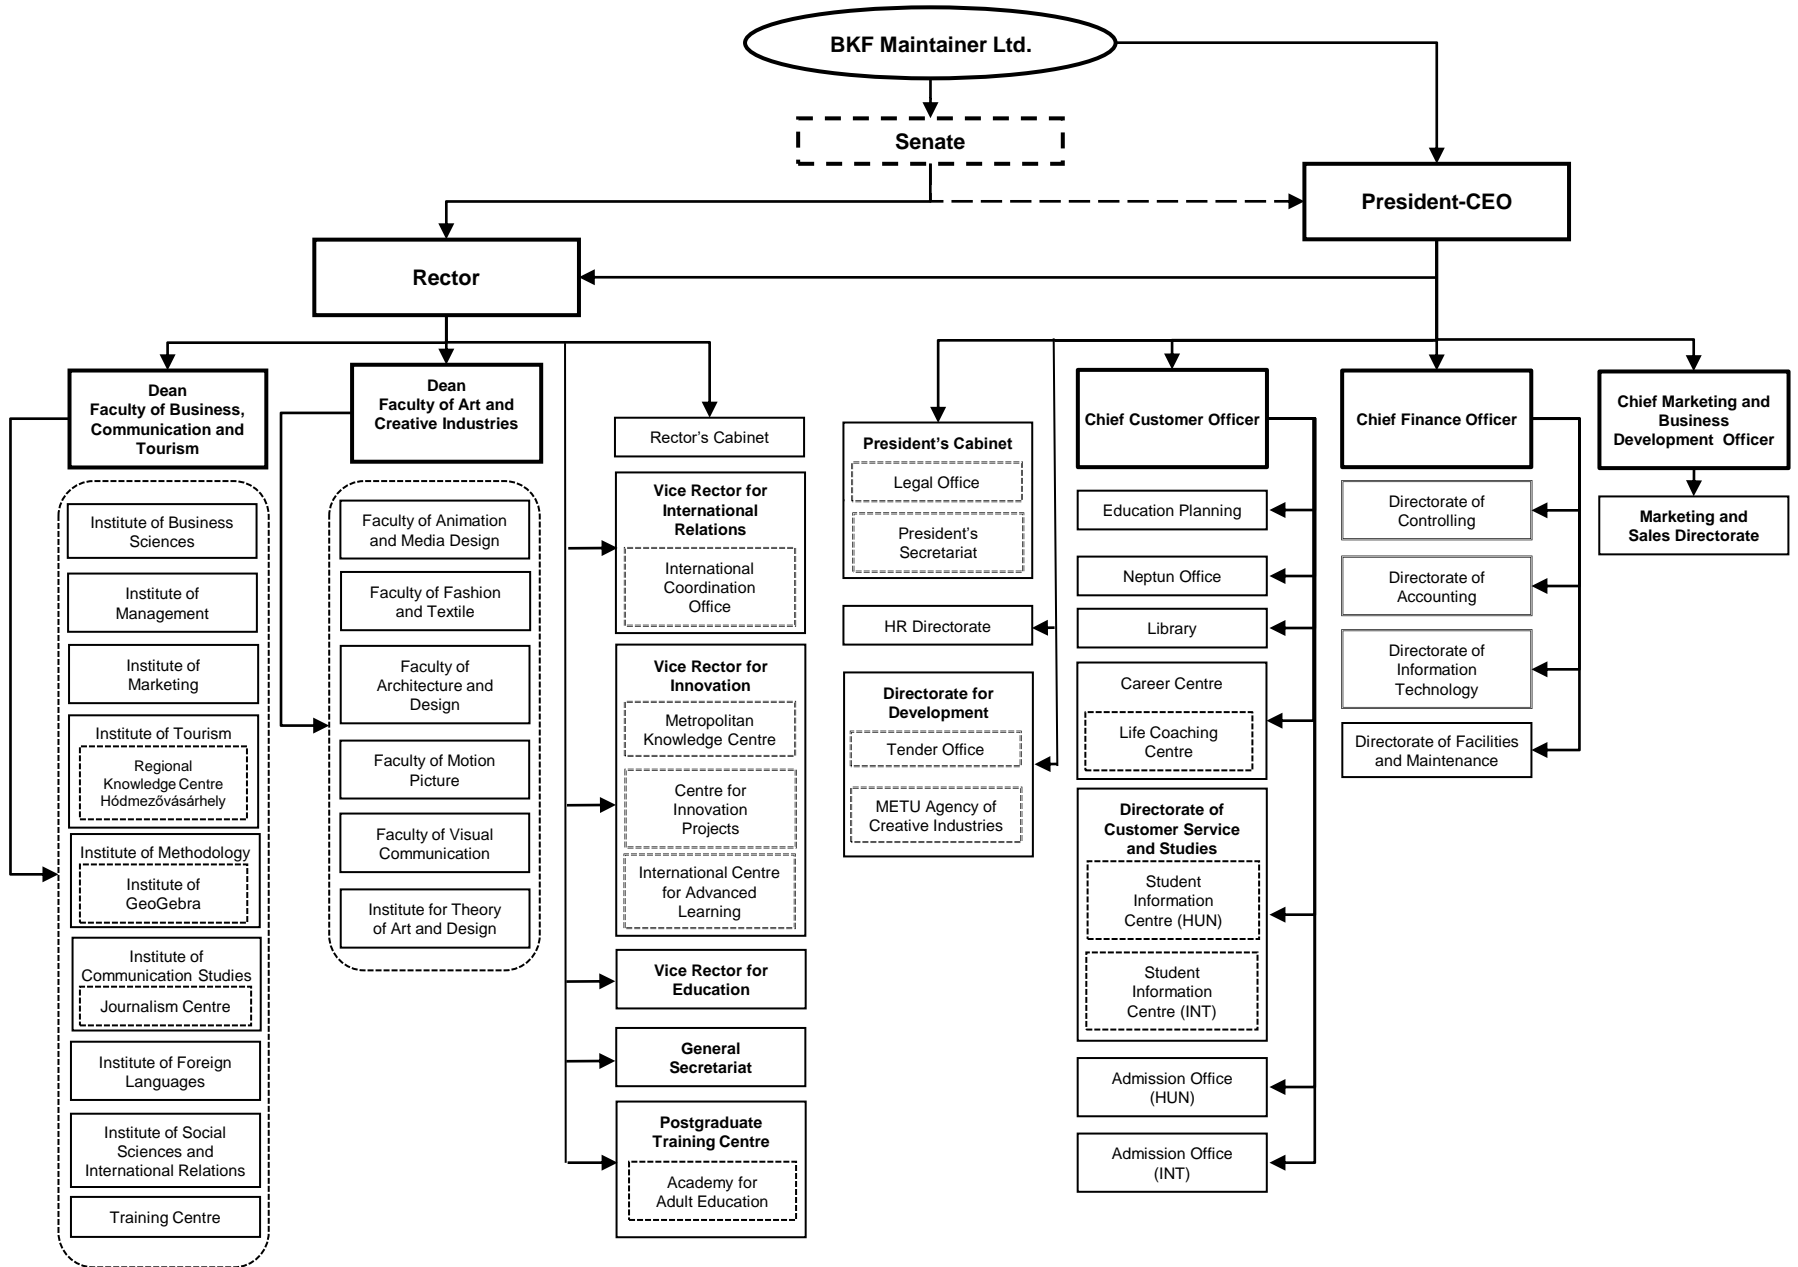 BKF Maintainer Ltd.
Senate
President-CEO
Rector
Dean
Faculty of Business,
Communication and
Tourism
Institute of Business
Sciences
Institute of
Management
Institute of
Marketing
Institute of Tourism
Regional
Knowledge Centre
Hódmezővásárhely
Institute of Methodology
Institute of
GeoGebra
Institute of
Communication Studies
Journalism Centre
Institute of Foreign
Languages
Institute of Social
Sciences and
International Relations
Training Centre
Dean
Faculty of Art and
Creative Industries
Faculty of Animation
and Media Design
Faculty of Fashion
and Textile
Faculty of
Architecture and
Design
Faculty of Motion
Picture
Faculty of Visual
Communication
Institute for Theory
of Art and Design
Rector's Cabinet
Vice Rector for
International
Relations
International
Coordination
Office
Vice Rector for
Innovation
Metropolitan
Knowledge Centre
Centre for
Innovation
Projects
International Centre
for Advanced
Learning
Vice Rector for
Education
General
Secretariat
Postgraduate
Training Centre
Academy for
Adult Education
President's Cabinet
Legal Office
President's
Secretariat
HR Directorate
Directorate for
Development
Tender Office
METU Agency of
Creative Industries
Chief Customer Officer
Education Planning
Neptun Office
Library
Career Centre
Life Coaching
Centre
Directorate of
Customer Service
and Studies
Student
Information
Centre (HUN)
Student
Information
Centre (INT)
Admission Office
(HUN)
Admission Office
(INT)
Chief Finance Officer
Directorate of
Controlling
Directorate of
Accounting
Directorate of
Information
Technology
Directorate of Facilities
and Maintenance
Chief Marketing and
Business
Development Officer
Marketing and
Sales Directorate